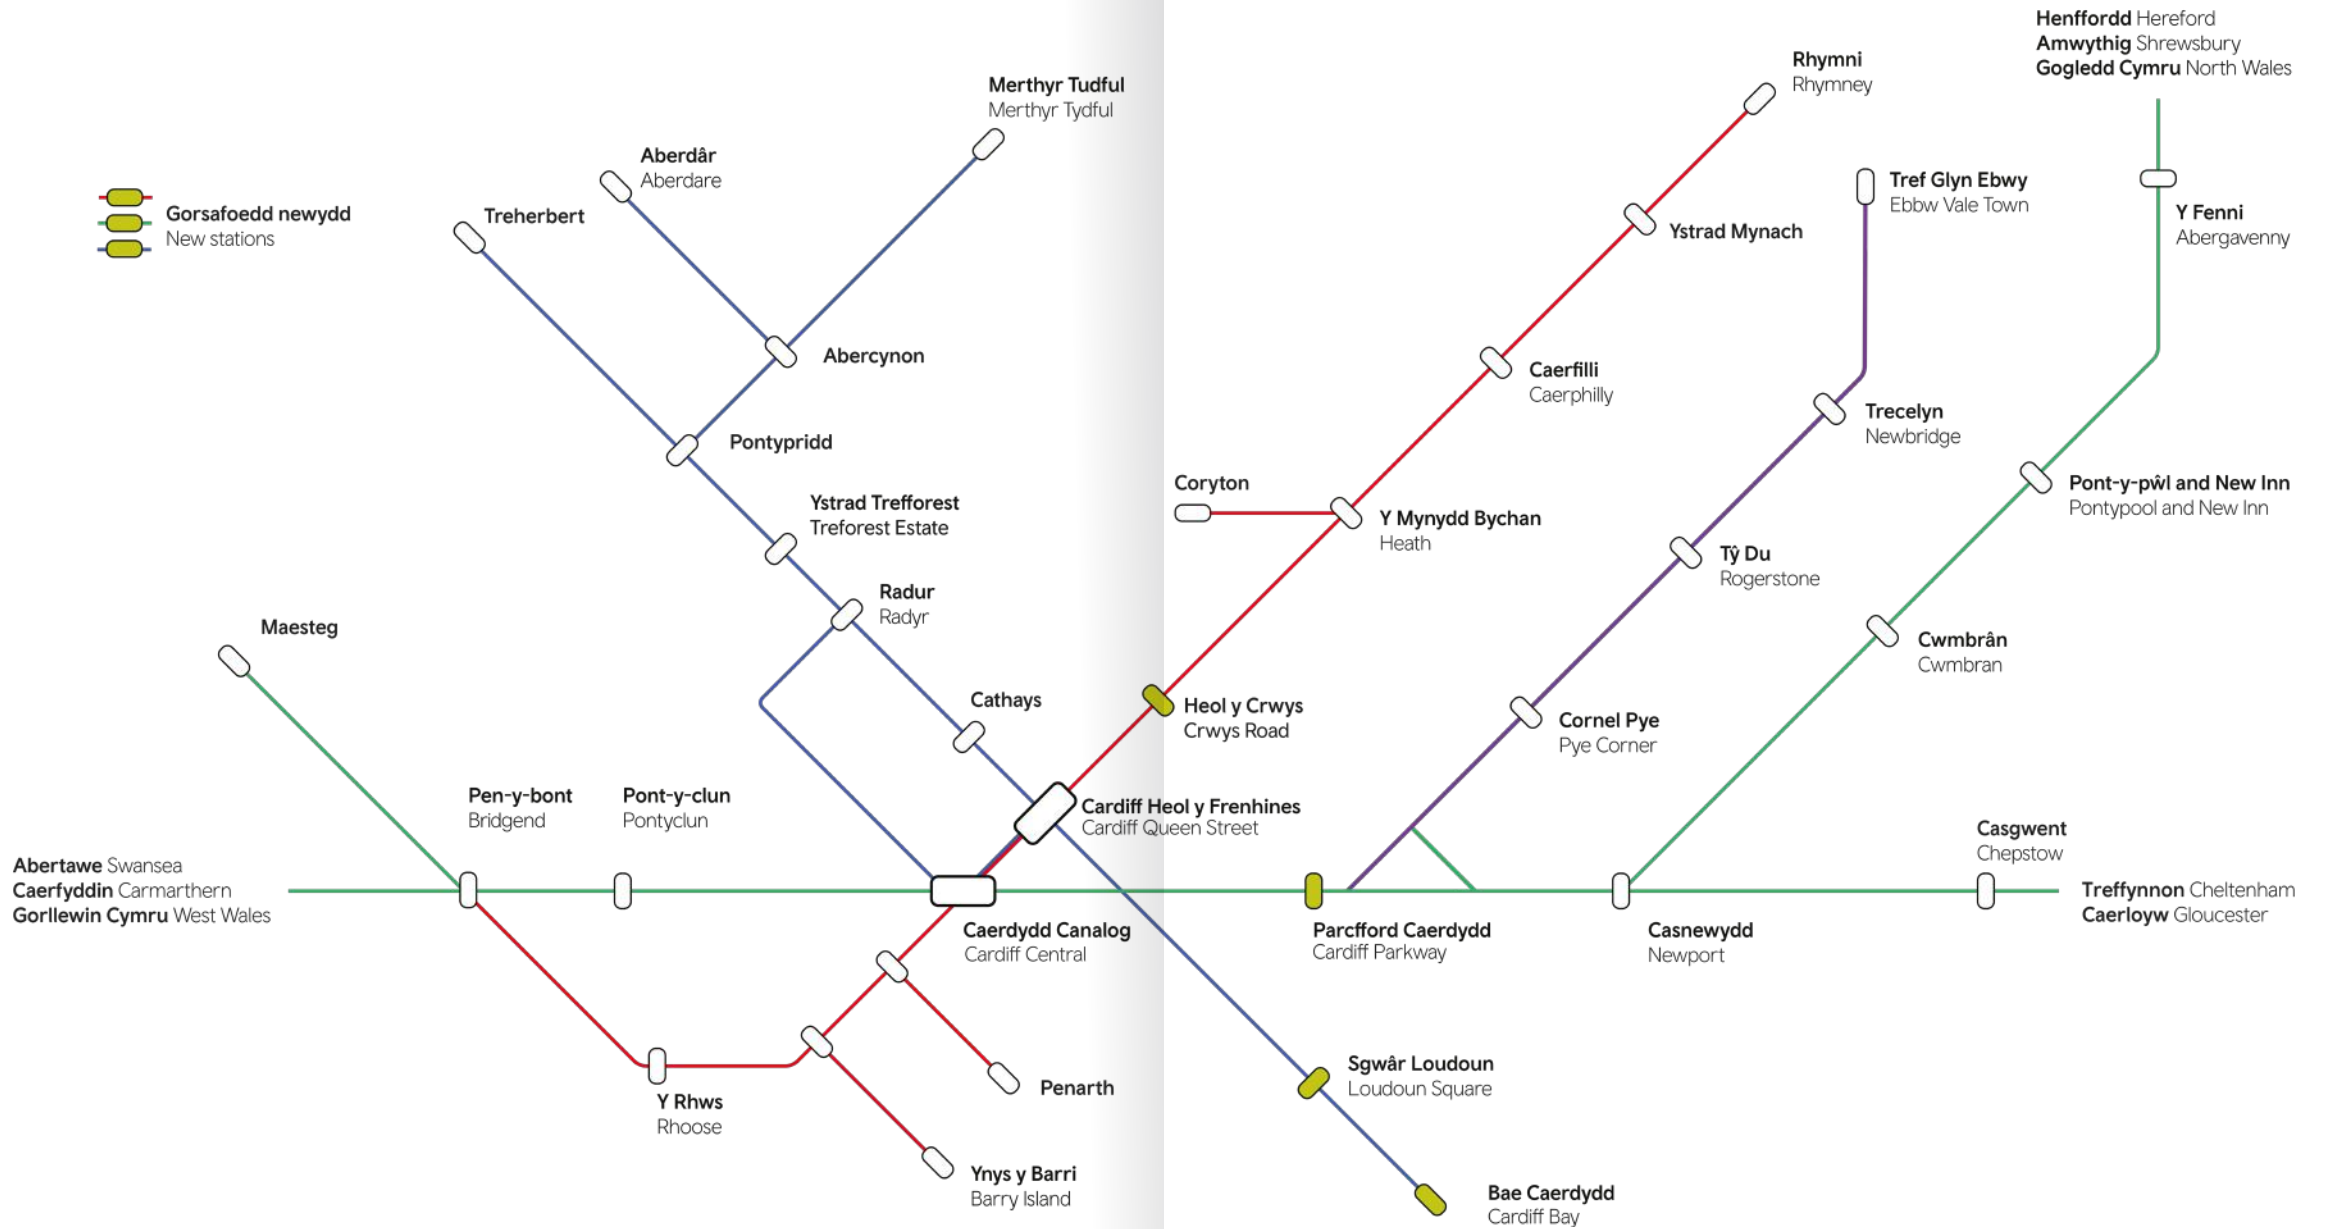 Henffordd Hereford
Amwythig Shrewsbury
Gogledd Cymru North Wales
Rhymni
Rhymney
Merthyr Tudful
Merthyr Tydful
Aberdâr
Aberdare
Tref Glyn Ebwy
Ebbw Vale Town
Gorsafoedd newydd
New stations
Treherbert
Ystrad Mynach
Y Fenni
Abergavenny
Abercynon
Caerfilli
Caerphilly
Trecelyn
Newbridge
Pontypridd
Coryton
Pont-y-pŵl and New Inn
Pontypool and New Inn
Ystrad Trefforest
Treforest Estate
Y Mynydd Bychan
Heath
Tŷ Du
Rogerstone
Radur
Radyr
Maesteg
Cwmbrân
Cwmbran
Cathays
Heol y Crwys
Crwys Road
Cornel Pye
Pye Corner
Pen-y-bont
Bridgend
Pont-y-clun
Pontyclun
Cardiff Heol y Frenhines
Cardiff Queen Street
Casgwent
Chepstow
Abertawe Swansea
Caerfyddin Carmarthern
Gorllewin Cymru West Wales
Treffynnon Cheltenham
Caerloyw Gloucester
Caerdydd Canalog
Cardiff Central
Parcfford Caerdydd
Cardiff Parkway
Casnewydd
Newport
Sgwâr Loudoun
Loudoun Square
Penarth
Y Rhws
Rhoose
Ynys y Barri
Barry Island
Bae Caerdydd
Cardiff Bay